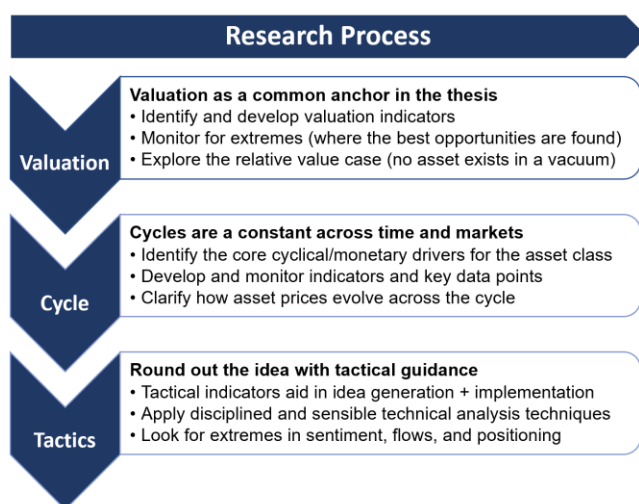 Research Process
Valuation
Valuation as a common anchor in the thesis
• Identify and develop valuation indicators
• Monitor for extremes (where the best opportunities are found)
• Explore the relative value case (no asset exists in a vacuum)
Cycle
Cycles are a constant across time and markets
• Identify the core cyclical/monetary drivers for the asset class
• Develop and monitor indicators and key data points
• Clarify how asset prices evolve across the cycle
Tactics
Round out the idea with tactical guidance
• Tactical indicators aid in idea generation + implementation
• Apply disciplined and sensible technical analysis techniques
• Look for extremes in sentiment, flows, and positioning